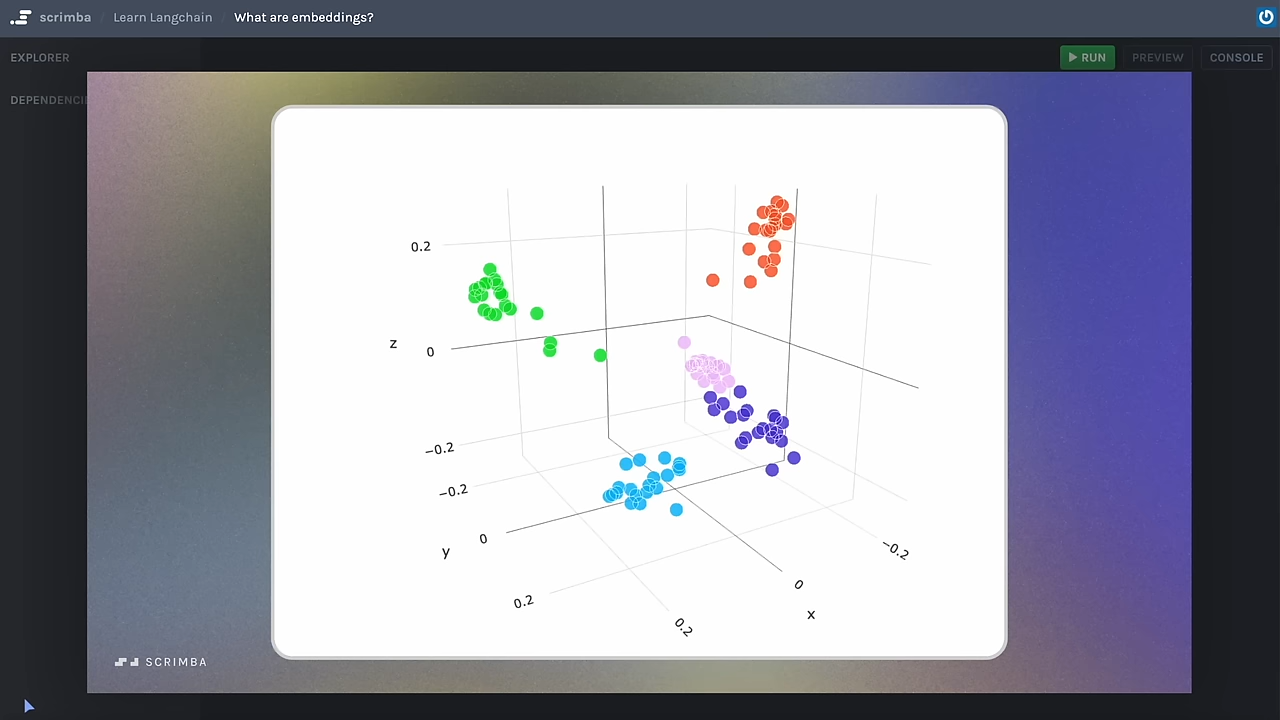 scrimba / Learn Langchain / What are embeddings?
EXPLORER
RUN
PREVIEW
CONSOLE
DEPENDENCI
0.2
z
0
−0.2
−0.2
y
0
0.2
0.2
0
x
−0.2
SCRIMBA